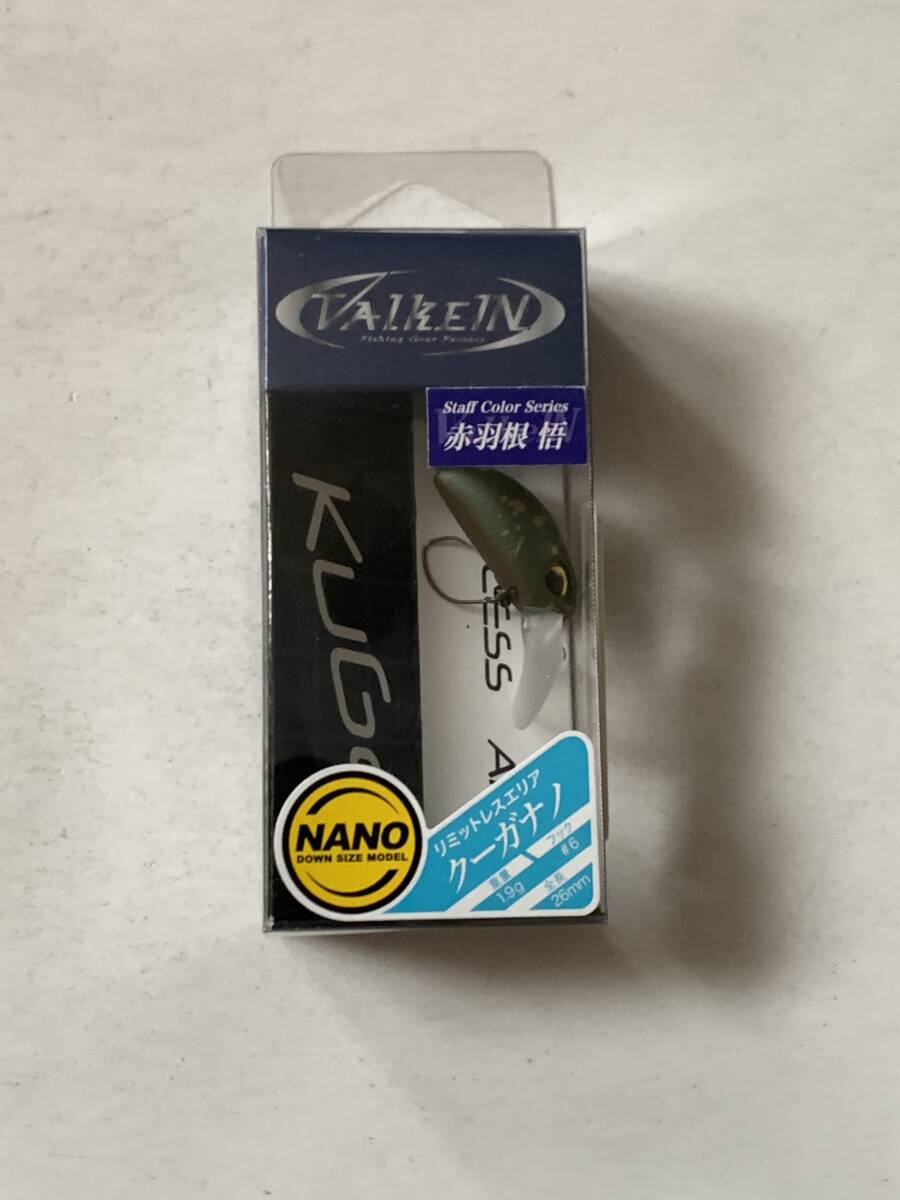 ValkeIN
Fishing Gear Factory
Staff Color Series
赤羽根 悟
KUGa
LESS
A
NANO
DOWN SIZE MODEL
リミットレスエリア
クーガナノ
重量
1.9g
フック
#6
全長
26mm